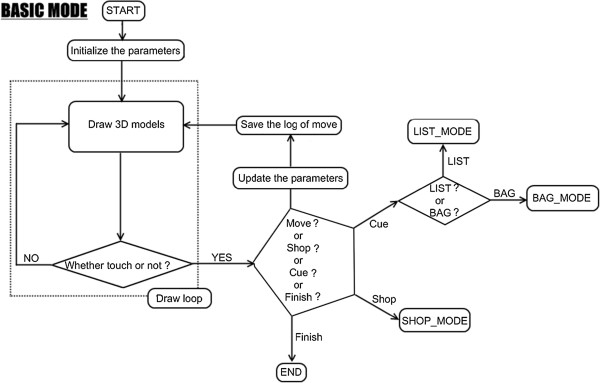 BASIC MODE
START
Initialize the parameters
Draw 3D models
Save the log of move
LIST_MODE
LIST
Update the parameters
LIST ?
or
BAG ?
BAG
BAG_MODE
Move ?
or
Shop ?
or
Cue ?
or
Finish ?
Cue
NO
Whether touch or not ?
YES
Draw loop
Shop
SHOP_MODE
Finish
END